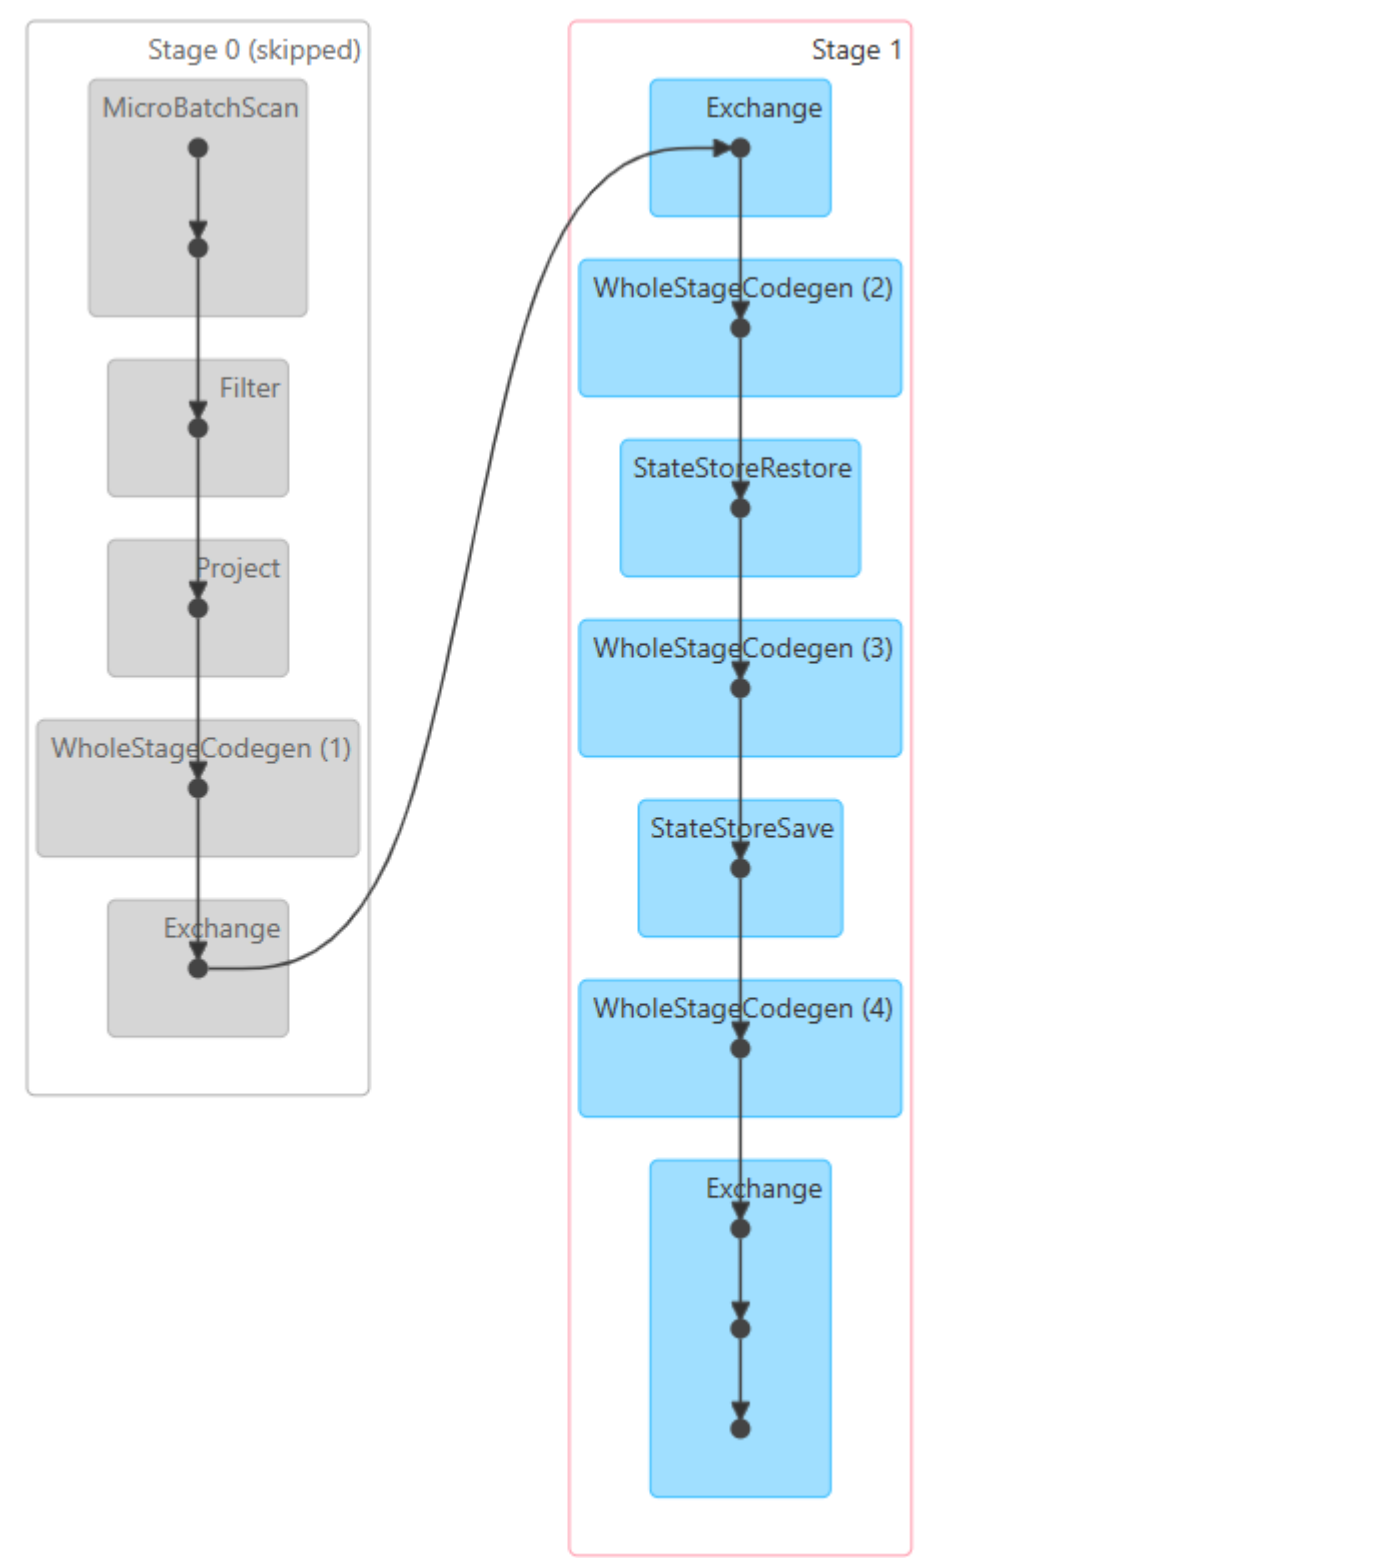 Stage 0 (skipped)
MicroBatchScan
Filter
Project
WholeStageCodegen (1)
Exchange
Stage 1
Exchange
WholeStageCodegen (2)
StateStoreRestore
WholeStageCodegen (3)
StateStoreSave
WholeStageCodegen (4)
Exchange